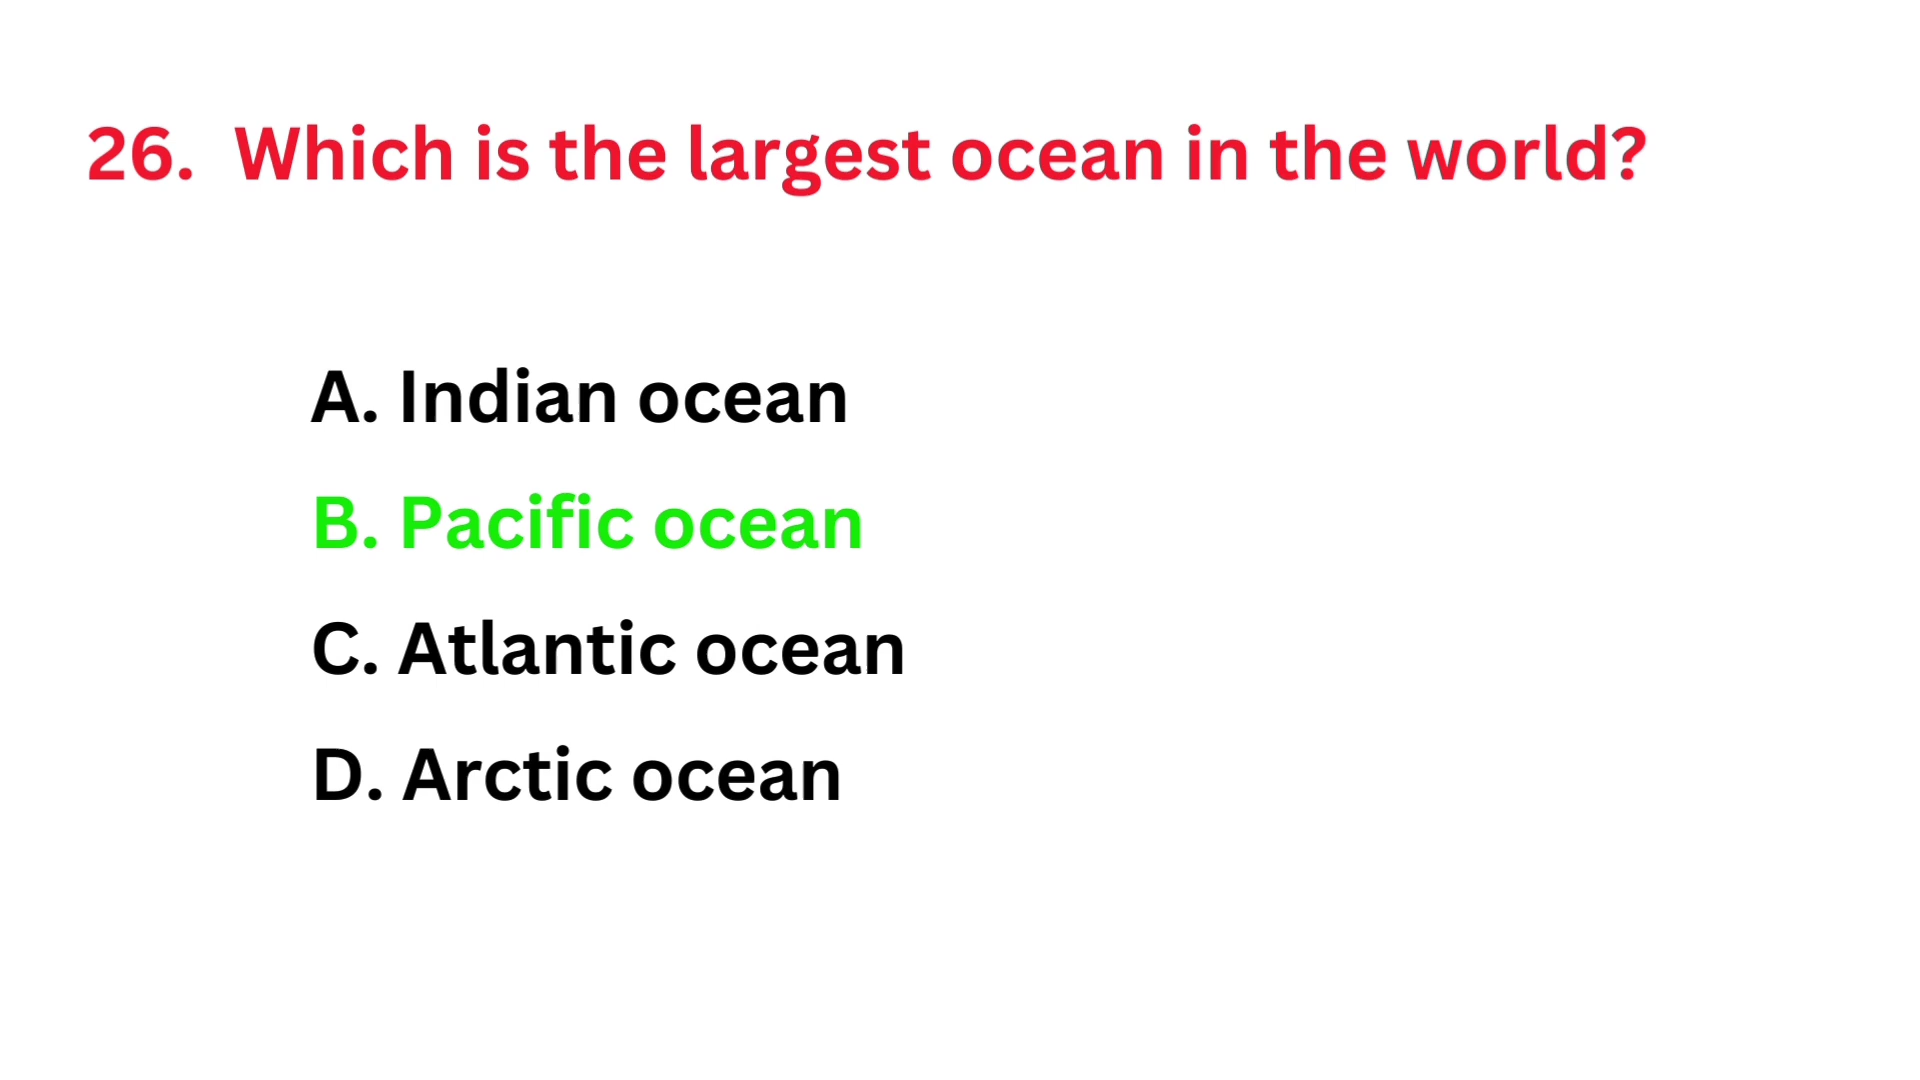 26. Which is the largest ocean in the world?
A. Indian ocean
B. Pacific ocean
C. Atlantic ocean
D. Arctic ocean